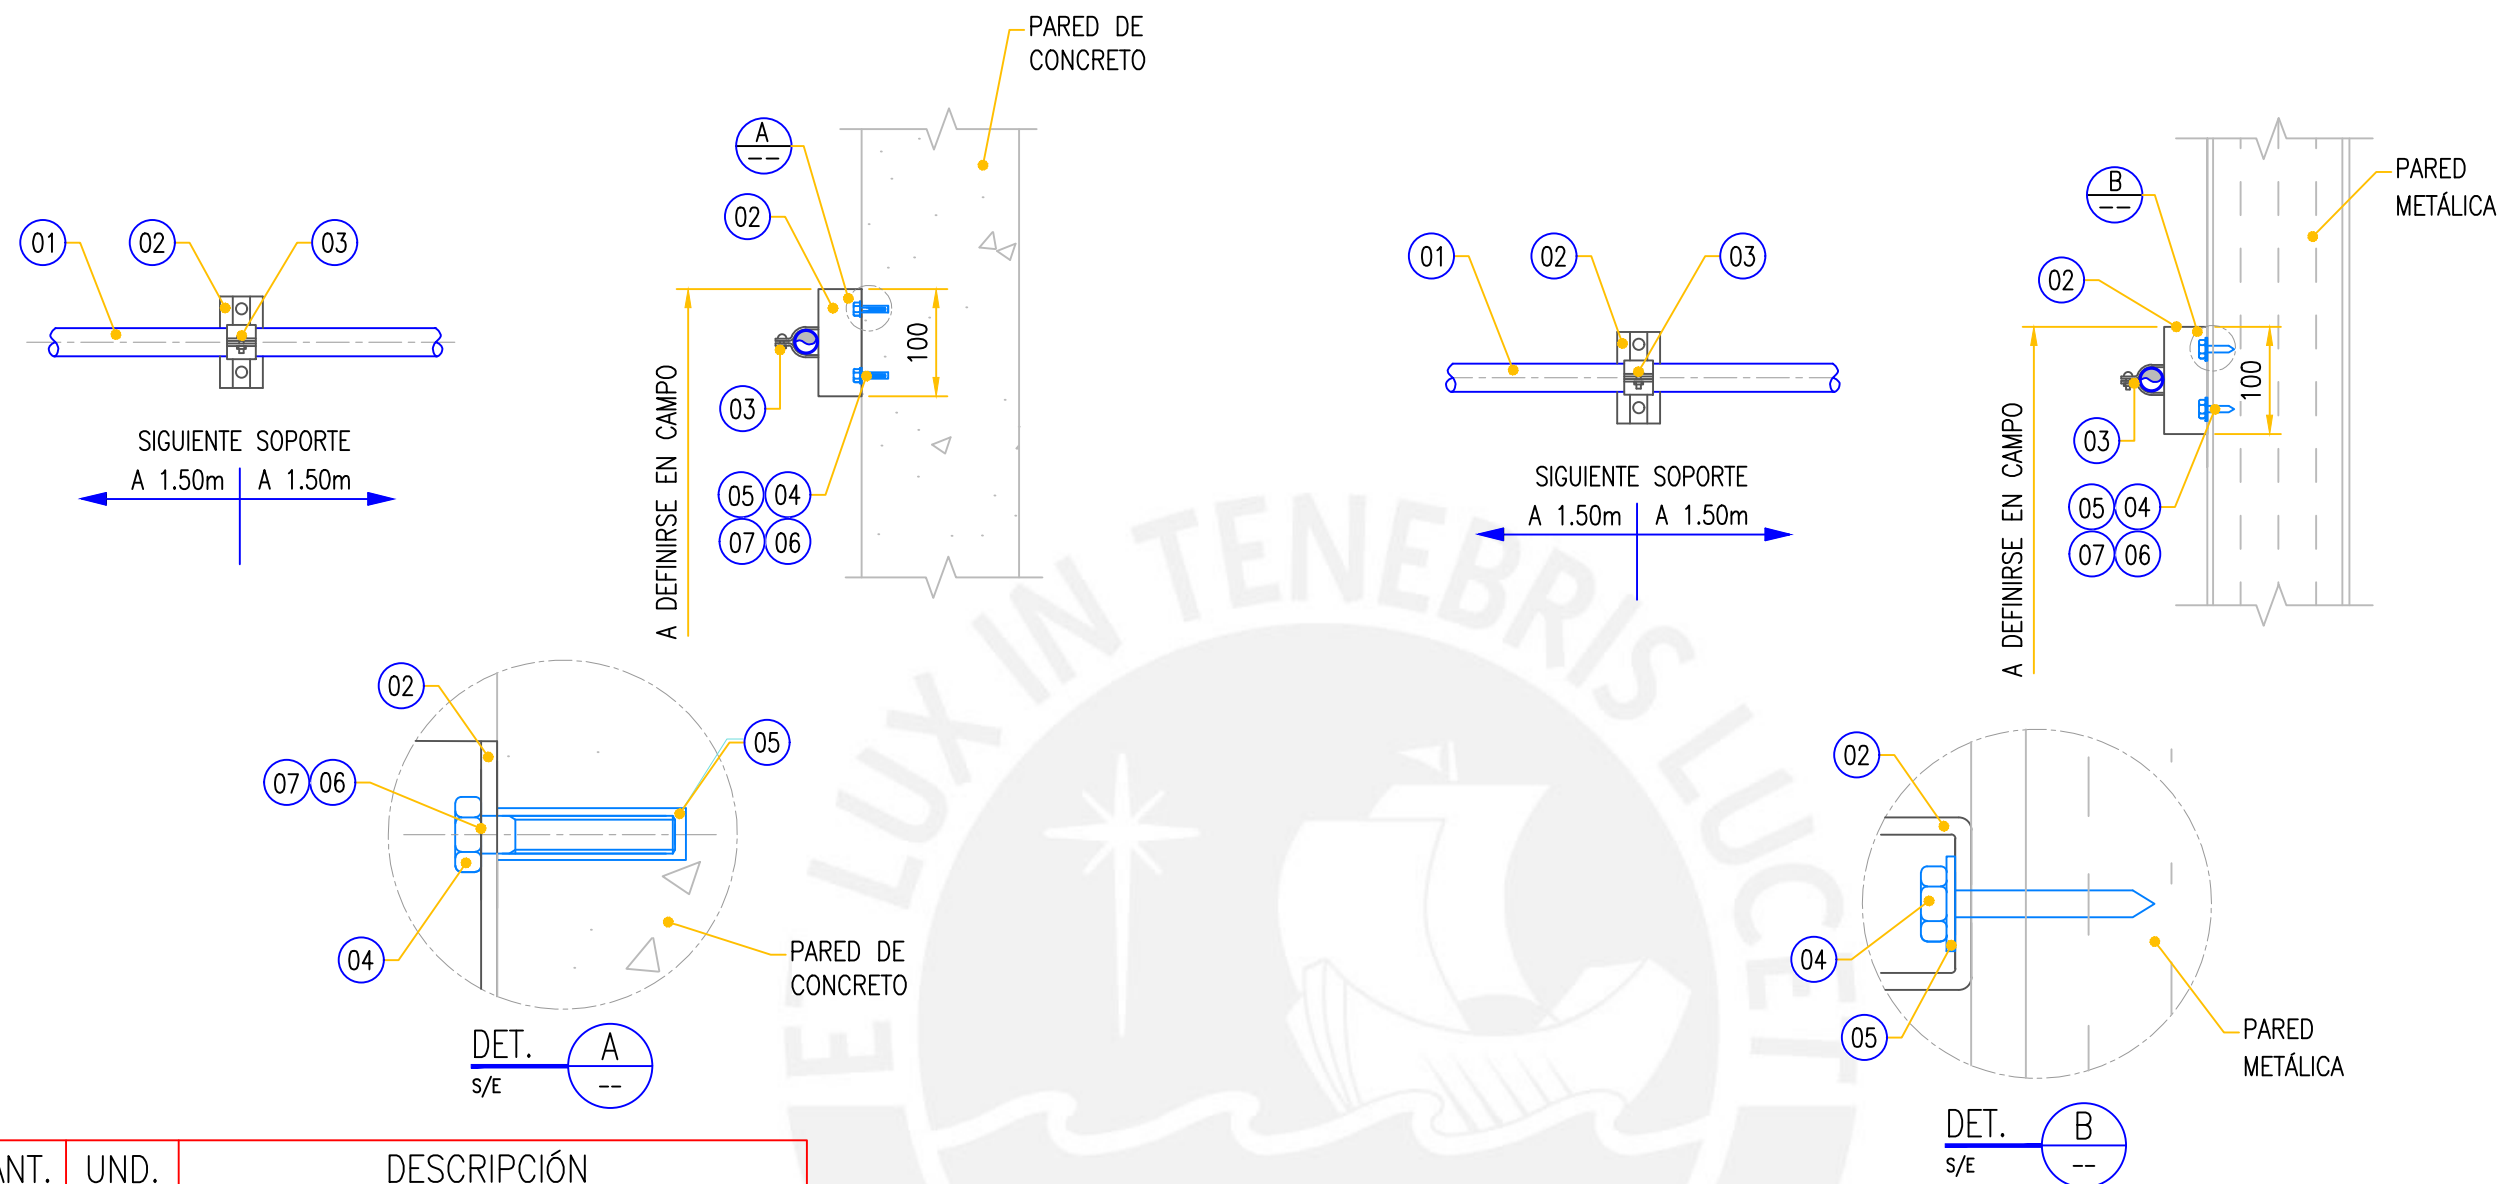 PARED DE
CONCRETO
A
--
02
01
02
03
100
03
SIGUIENTE SOPORTE
A 1.50m
A 1.50m
05
04
07
06
A DEFINIRSE EN CAMPO
PARED
METÁLICA
B
--
02
01
02
03
100
03
SIGUIENTE SOPORTE
A 1.50m
A 1.50m
05
04
07
06
A DEFINIRSE EN CAMPO
02
05
07
06
04
PARED DE
CONCRETO
DET.
A
S/E
--
02
04
05
PARED
METÁLICA
DET.
B
S/E
--
ANT.
UND.
DESCRIPCIÓN
ET LUX IN TENEBRIS LUCET